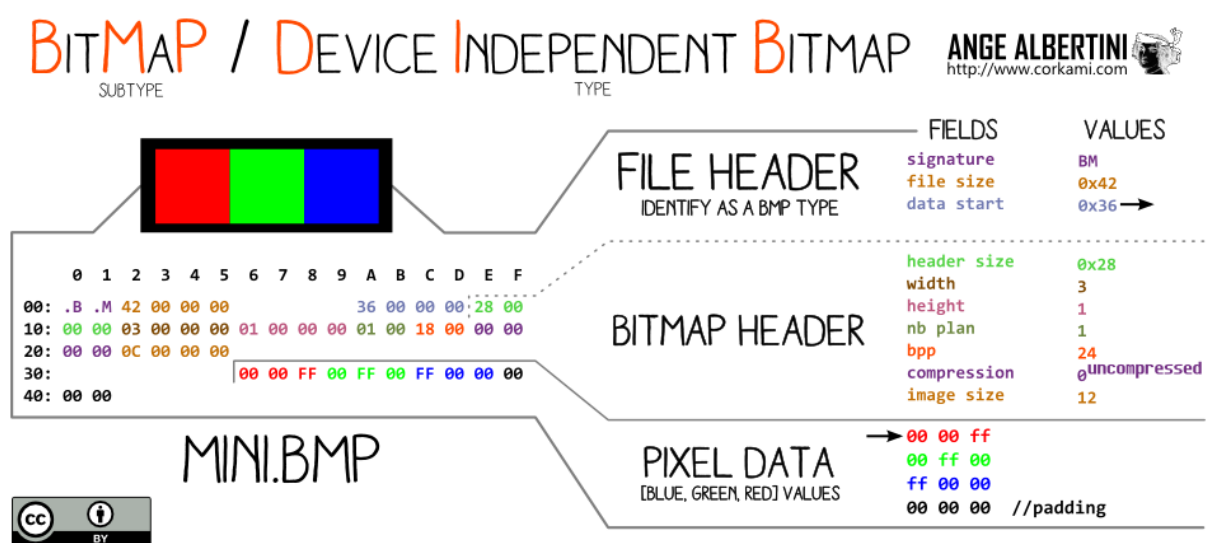 BITMAP / DEVICE INDEPENDENT BITMAP
SUBTYPE
TYPE
ANGE ALBERTINI
http://www.corkami.com
FIELDS VALUES
FILE HEADER
IDENTIFY AS A BMP TYPE
signature BM
file size 0x42
data start 0x36
0 1 2 3 4 5 6 7 8 9 A B C D E F
00: .B .M 42 00 00 00 36 00 00 00 28 00
10: 00 00 03 00 00 00 01 00 00 00 01 00 18 00 00 00
20: 00 00 0C 00 00 00
30: 00 00 FF 00 FF 00 FF 00 00 00
40: 00 00
MINI.BMP
BITMAP HEADER
header size 0x28
width 3
height 1
nb plan 1
bpp 24
compression 0uncompressed
image size 12
PIXEL DATA
[BLUE, GREEN, RED] VALUES
00 00 ff
00 ff 00
ff 00 00
00 00 00 //padding
cc
BY